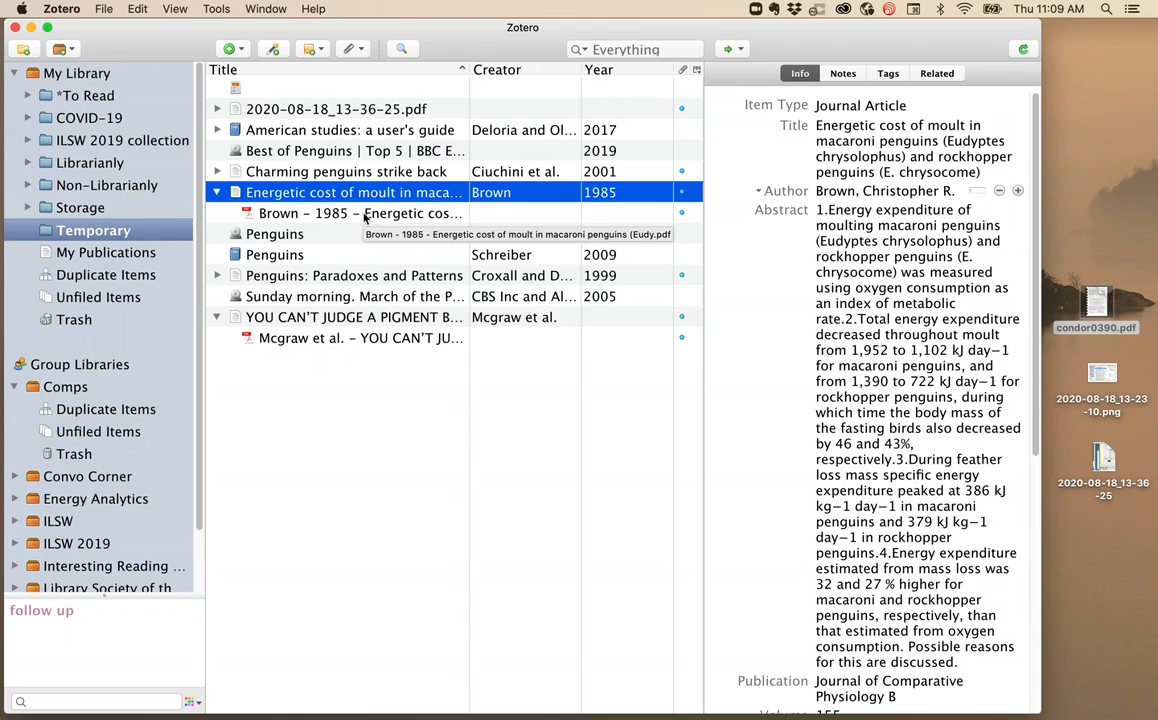 Zotero File Edit View Tools Window Help Thu 11:09 AM
Zotero
Everything
My Library
*To Read
COVID-19
ILSW 2019 collection
Librarianly
Non-Librarianly
Storage
Temporary
My Publications
Duplicate Items
Unfiled Items
Trash
Group Libraries
Comps
Duplicate Items
Unfiled Items
Trash
Convo Corner
Energy Analytics
ILSW
ILSW 2019
Interesting Reading ...
Library Society of th
follow up
Title Creator Year
2020-08-18_13-36-25.pdf
American studies: a user's guide Deloria and Ol... 2017
Best of Penguins | Top 5 | BBC E... 2019
Charming penguins strike back Ciuchini et al. 2001
Energetic cost of moult in maca... Brown 1985
Brown - 1985 - Energetic cos...
Penguins
Brown - 1985 - Energetic cost of moult in macaroni penguins (Eudy.pdf
Penguins Schreiber 2009
Penguins: Paradoxes and Patterns Croxall and D... 1999
Sunday morning. March of the P... CBS Inc and Al... 2005
YOU CAN'T JUDGE A PIGMENT B... Mcgraw et al.
Mcgraw et al. - YOU CAN'T JU...
Info Notes Tags Related
Item Type Journal Article
Title Energetic cost of moult in
macaroni penguins (Eudyptes
chrysolophus) and rockhopper
penguins (E. chrysocome)
Author Brown, Christopher R.
Abstract 1.Energy expenditure of
moulting macaroni penguins
(Eudyptes chrysolophus) and
rockhopper penguins (E.
chrysocome) was measured
using oxygen consumption as
an index of metabolic
rate.2.Total energy expenditure
decreased throughout moult
from 1,952 to 1,102 kJ day−1
for macaroni penguins, and
from 1,390 to 722 kJ day−1 for
rockhopper penguins, during
which time the body mass of
the fasting birds also decreased
by 46 and 43%,
respectively.3.During feather
loss mass specific energy
expenditure peaked at 386 kJ
kg−1 day−1 in macaroni
penguins and 379 kJ kg−1
day−1 in rockhopper
penguins.4.Energy expenditure
estimated from mass loss was
32 and 27 % higher for
macaroni and rockhopper
penguins, respectively, than
that estimated from oxygen
consumption. Possible reasons
for this are discussed.
Publication Journal of Comparative
Physiology B
condor0390.pdf
2020-08-18_13-23
-10.png
2020-08-18_13-36
-25